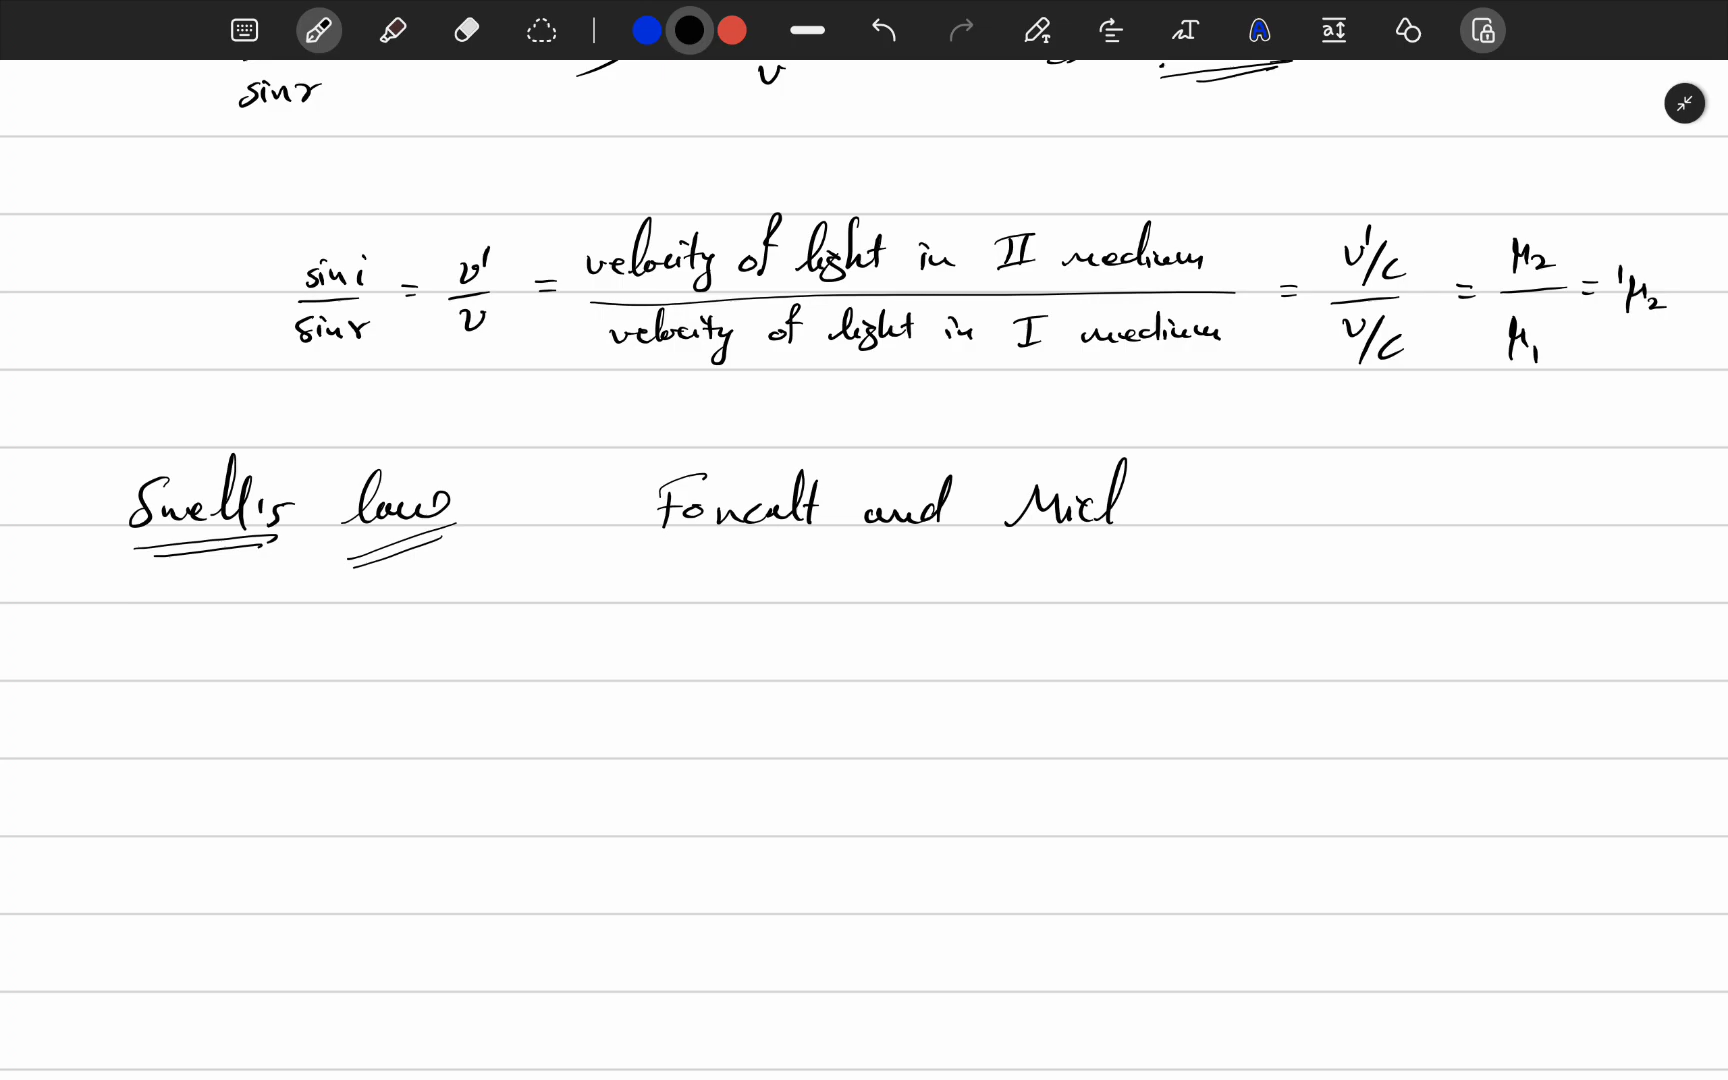 sin r
v
sin i / sin r = v' / v = velocity of light in II medium / velocity of light in I medium = v'/c / v/c = μ₂ / μ₁ = ¹μ₂
Snell's law Foncalt and Micl